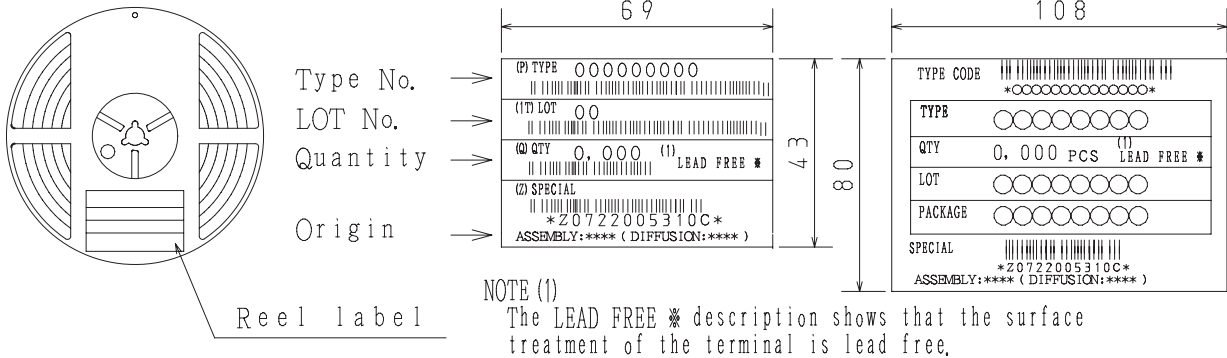 Type No.
LOT No.
Quantity
Origin
Reel label
69
(P) TYPE 000000000
(1T) LOT 00
(Q) QTY 0,000 (1) LEAD FREE ※
(Z) SPECIAL
*Z0722005310C*
ASSEMBLY:**** ( DIFFUSION:**** )
43
108
TYPE CODE
*○○○○○○○○○○○○○○*
TYPE ○○○○○○○○
QTY 0,000 PCS (1) LEAD FREE ※
LOT ○○○○○○○○
PACKAGE ○○○○○○○○
SPECIAL
*Z0722005310C*
ASSEMBLY:**** ( DIFFUSION:**** )
80
NOTE (1)
The LEAD FREE ※ description shows that the surface
treatment of the terminal is lead free.